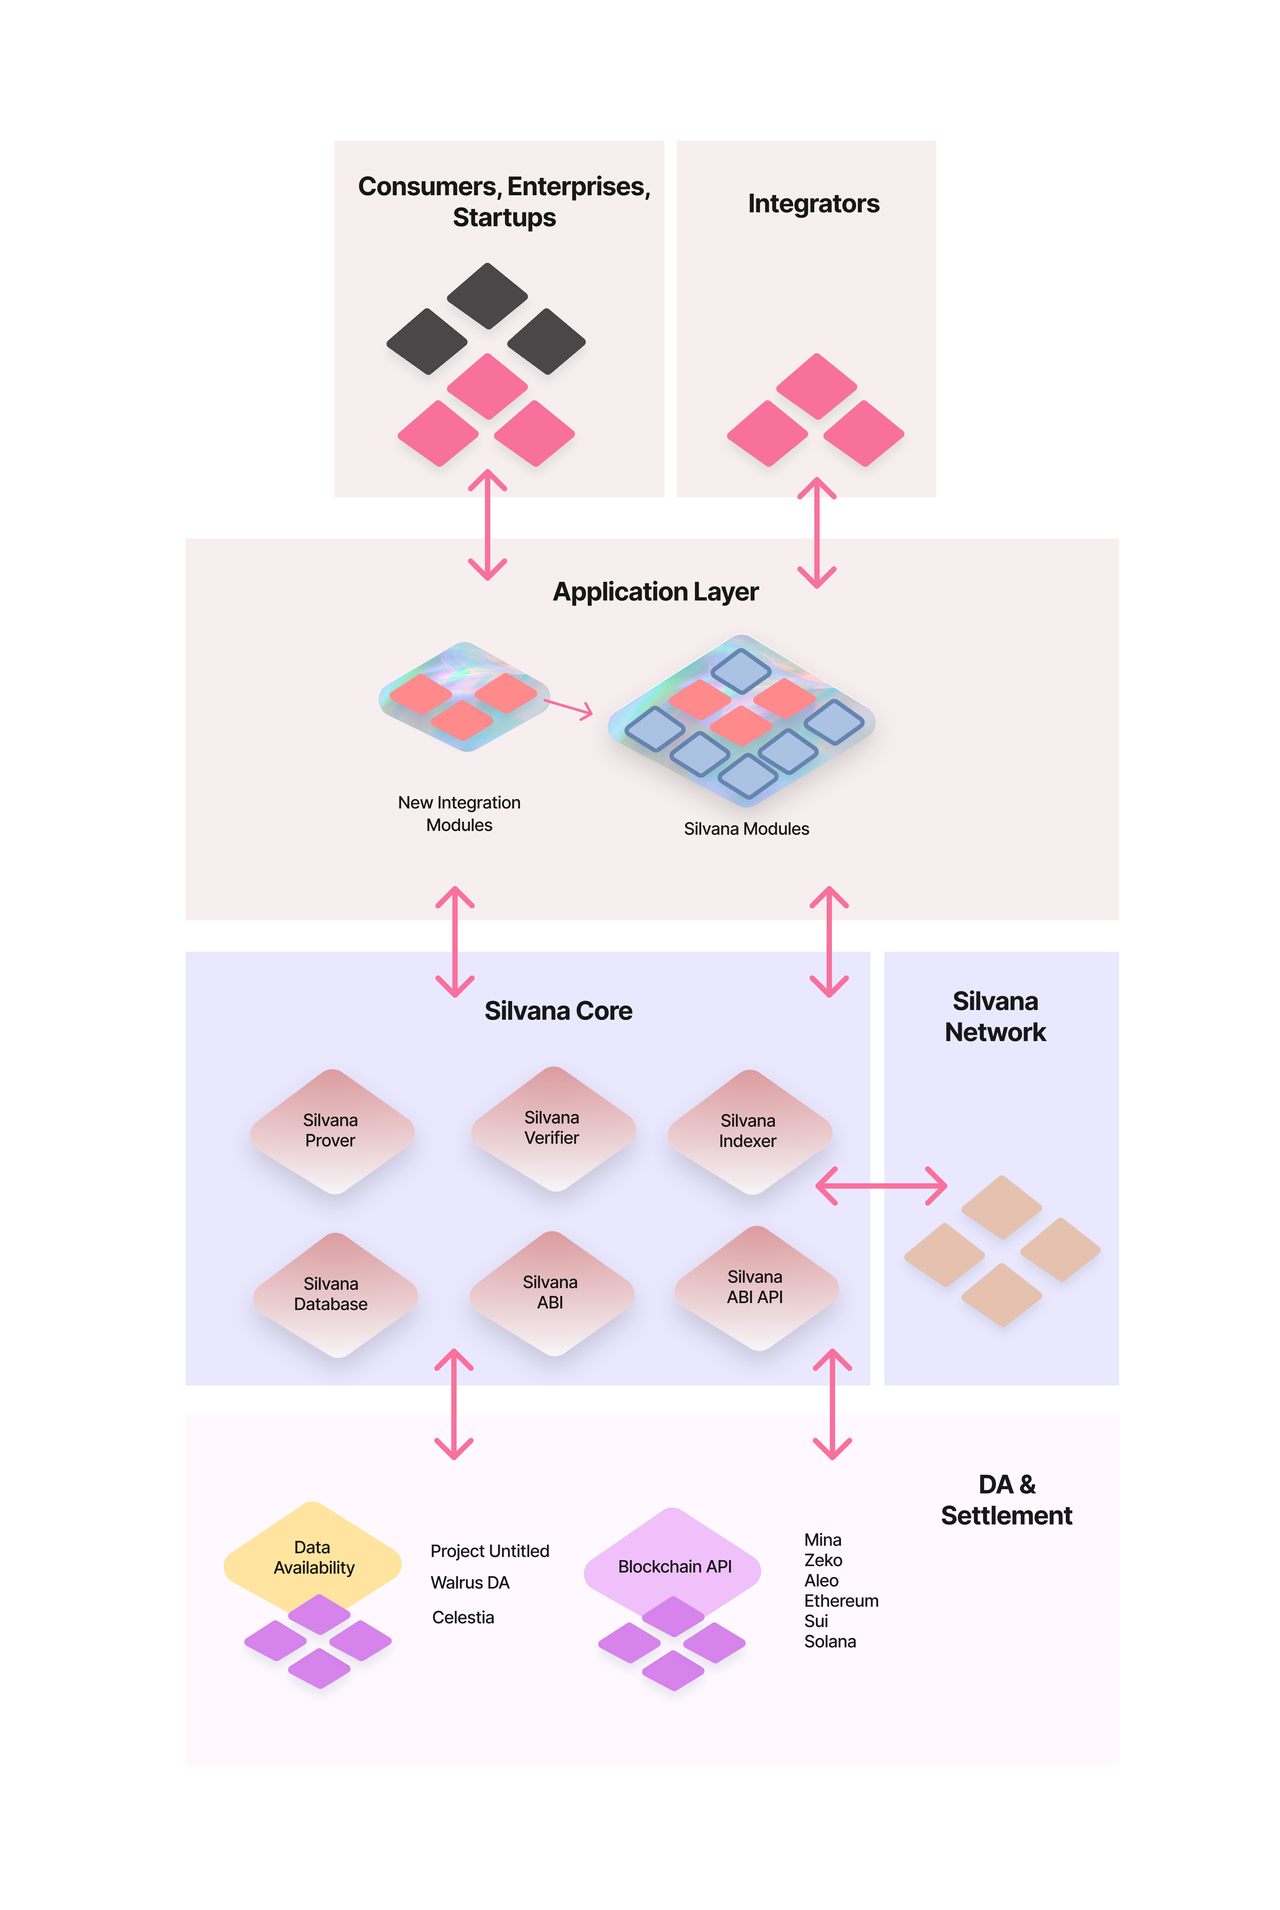 Consumers, Enterprises,
Startups
Integrators
Application Layer
New Integration
Modules
Silvana Modules
Silvana Core
Silvana
Network
Silvana
Prover
Silvana
Verifier
Silvana
Indexer
Silvana
Database
Silvana
ABI
Silvana
ABI API
DA &
Settlement
Data
Availability
Project Untitled
Walrus DA
Celestia
Blockchain API
Mina
Zeko
Aleo
Ethereum
Sui
Solana